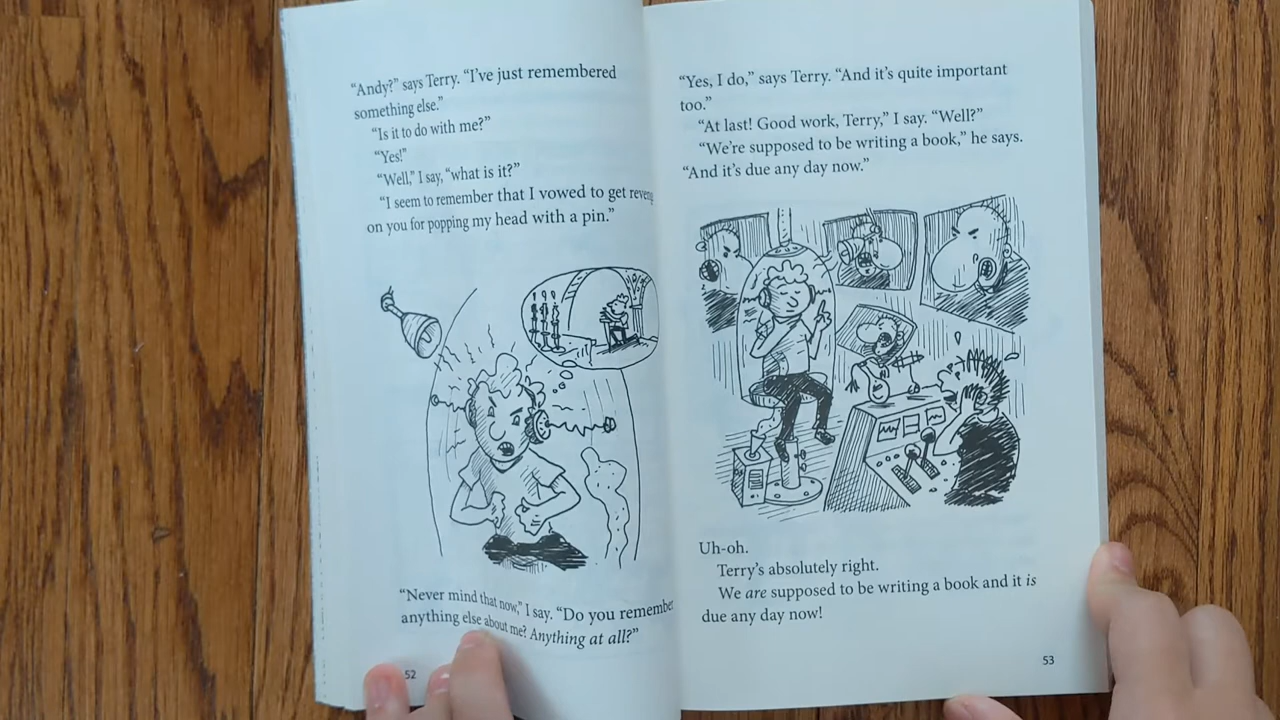 “Andy?” says Terry. “I’ve just remembered
something else.”
“Is it to do with me?”
“Yes!”
“Well,” I say, “what is it?”
“I seem to remember that I vowed to get
on you for popping my head with a pin.”
“Never mind that now,” I say. “Do you remember
anything else about me? Anything at all?”
52
“Yes, I do,” says Terry. “And it’s quite important
too.”
“At last! Good work, Terry,” I say. “Well?”
“We’re supposed to be writing a book,” he says.
“And it’s due any day now.”
Uh-oh.
Terry’s absolutely right.
We are supposed to be writing a book and it is
due any day now!
53